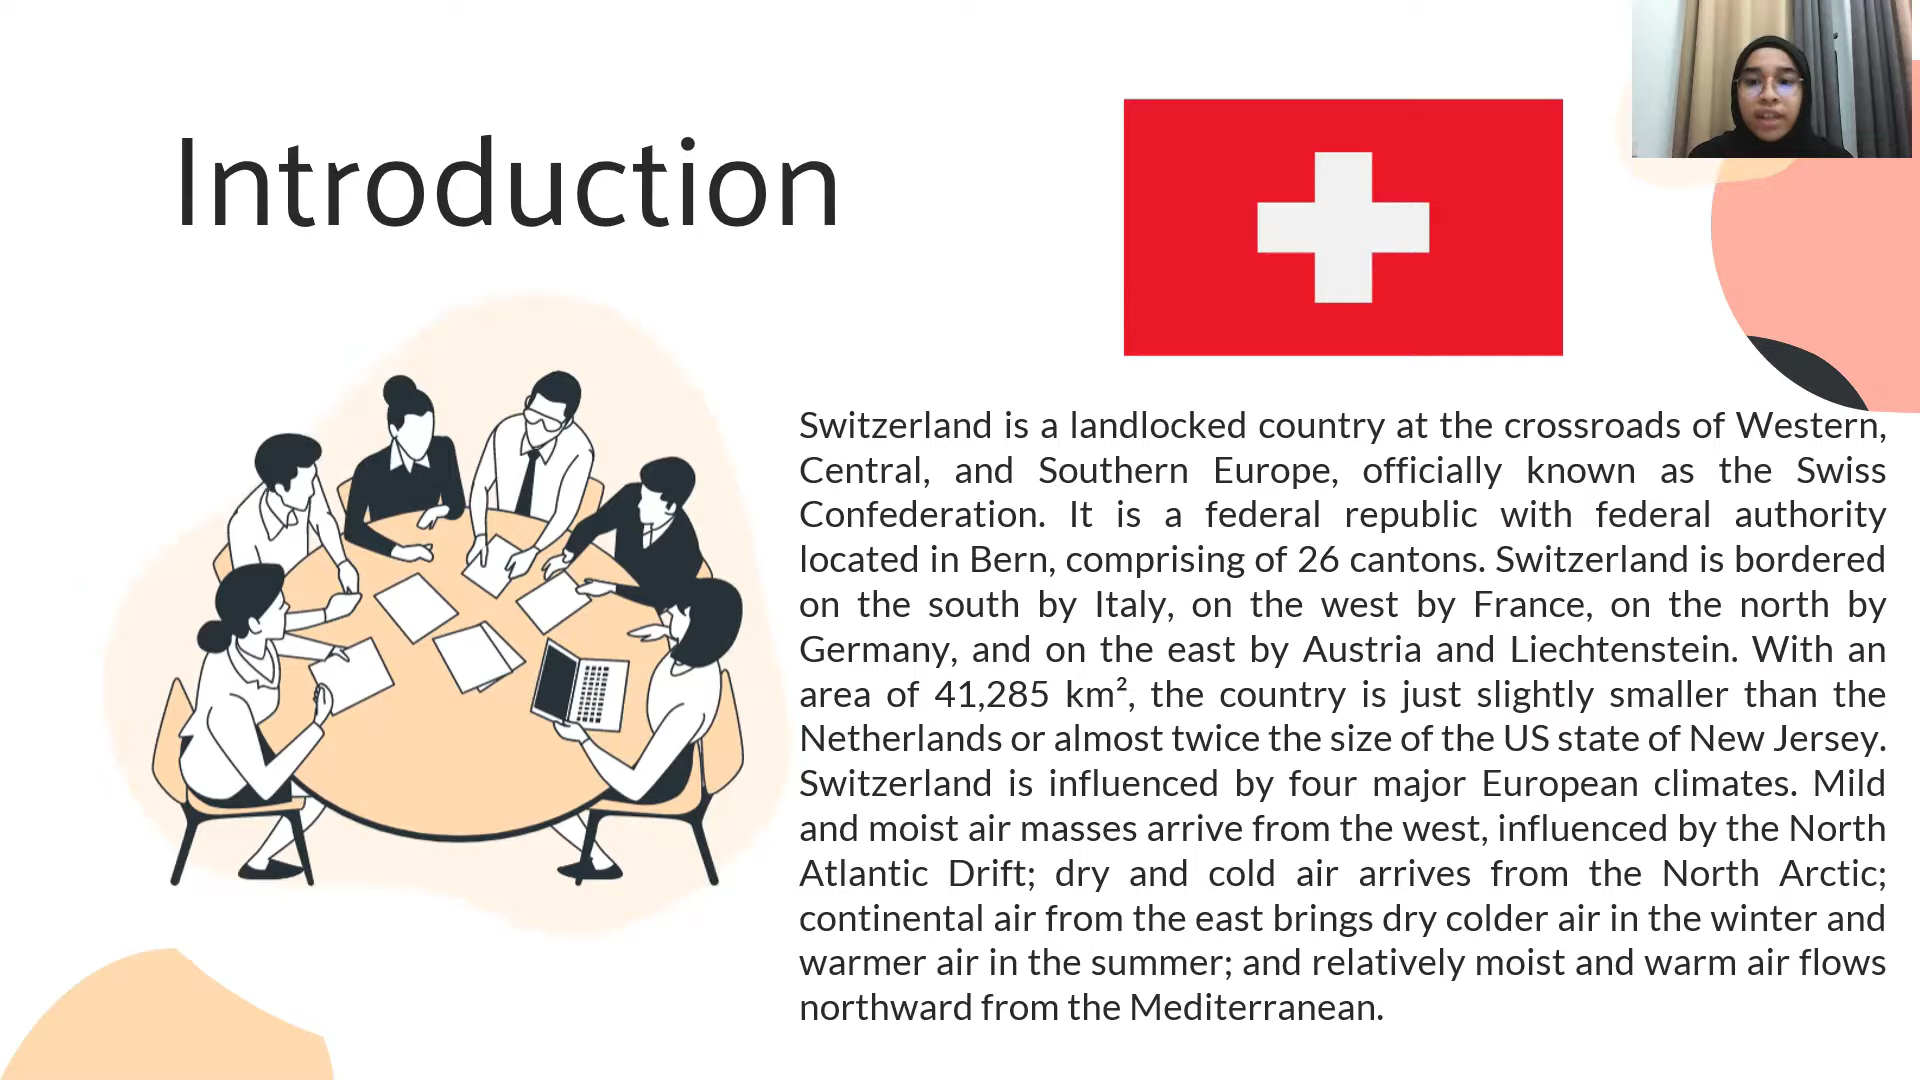 Introduction
Switzerland is a landlocked country at the crossroads of Western,
Central, and Southern Europe, officially known as the Swiss
Confederation. It is a federal republic with federal authority
located in Bern, comprising of 26 cantons. Switzerland is bordered
on the south by Italy, on the west by France, on the north by
Germany, and on the east by Austria and Liechtenstein. With an
area of 41,285 km², the country is just slightly smaller than the
Netherlands or almost twice the size of the US state of New Jersey.
Switzerland is influenced by four major European climates. Mild
and moist air masses arrive from the west, influenced by the North
Atlantic Drift; dry and cold air arrives from the North Arctic;
continental air from the east brings dry colder air in the winter and
warmer air in the summer; and relatively moist and warm air flows
northward from the Mediterranean.